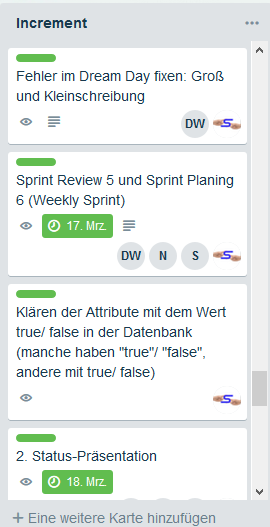 Increment
Fehler im Dream Day fixen: Groß
und Kleinschreibung
DW
S
Sprint Review 5 und Sprint Planing
6 (Weekly Sprint)
17. Mrz.
DW N S S
Klären der Attribute mit dem Wert
true/ false in der Datenbank
(manche haben "true"/ "false",
andere mit true/ false)
S
2. Status-Präsentation
18. Mrz.
+ Eine weitere Karte hinzufügen